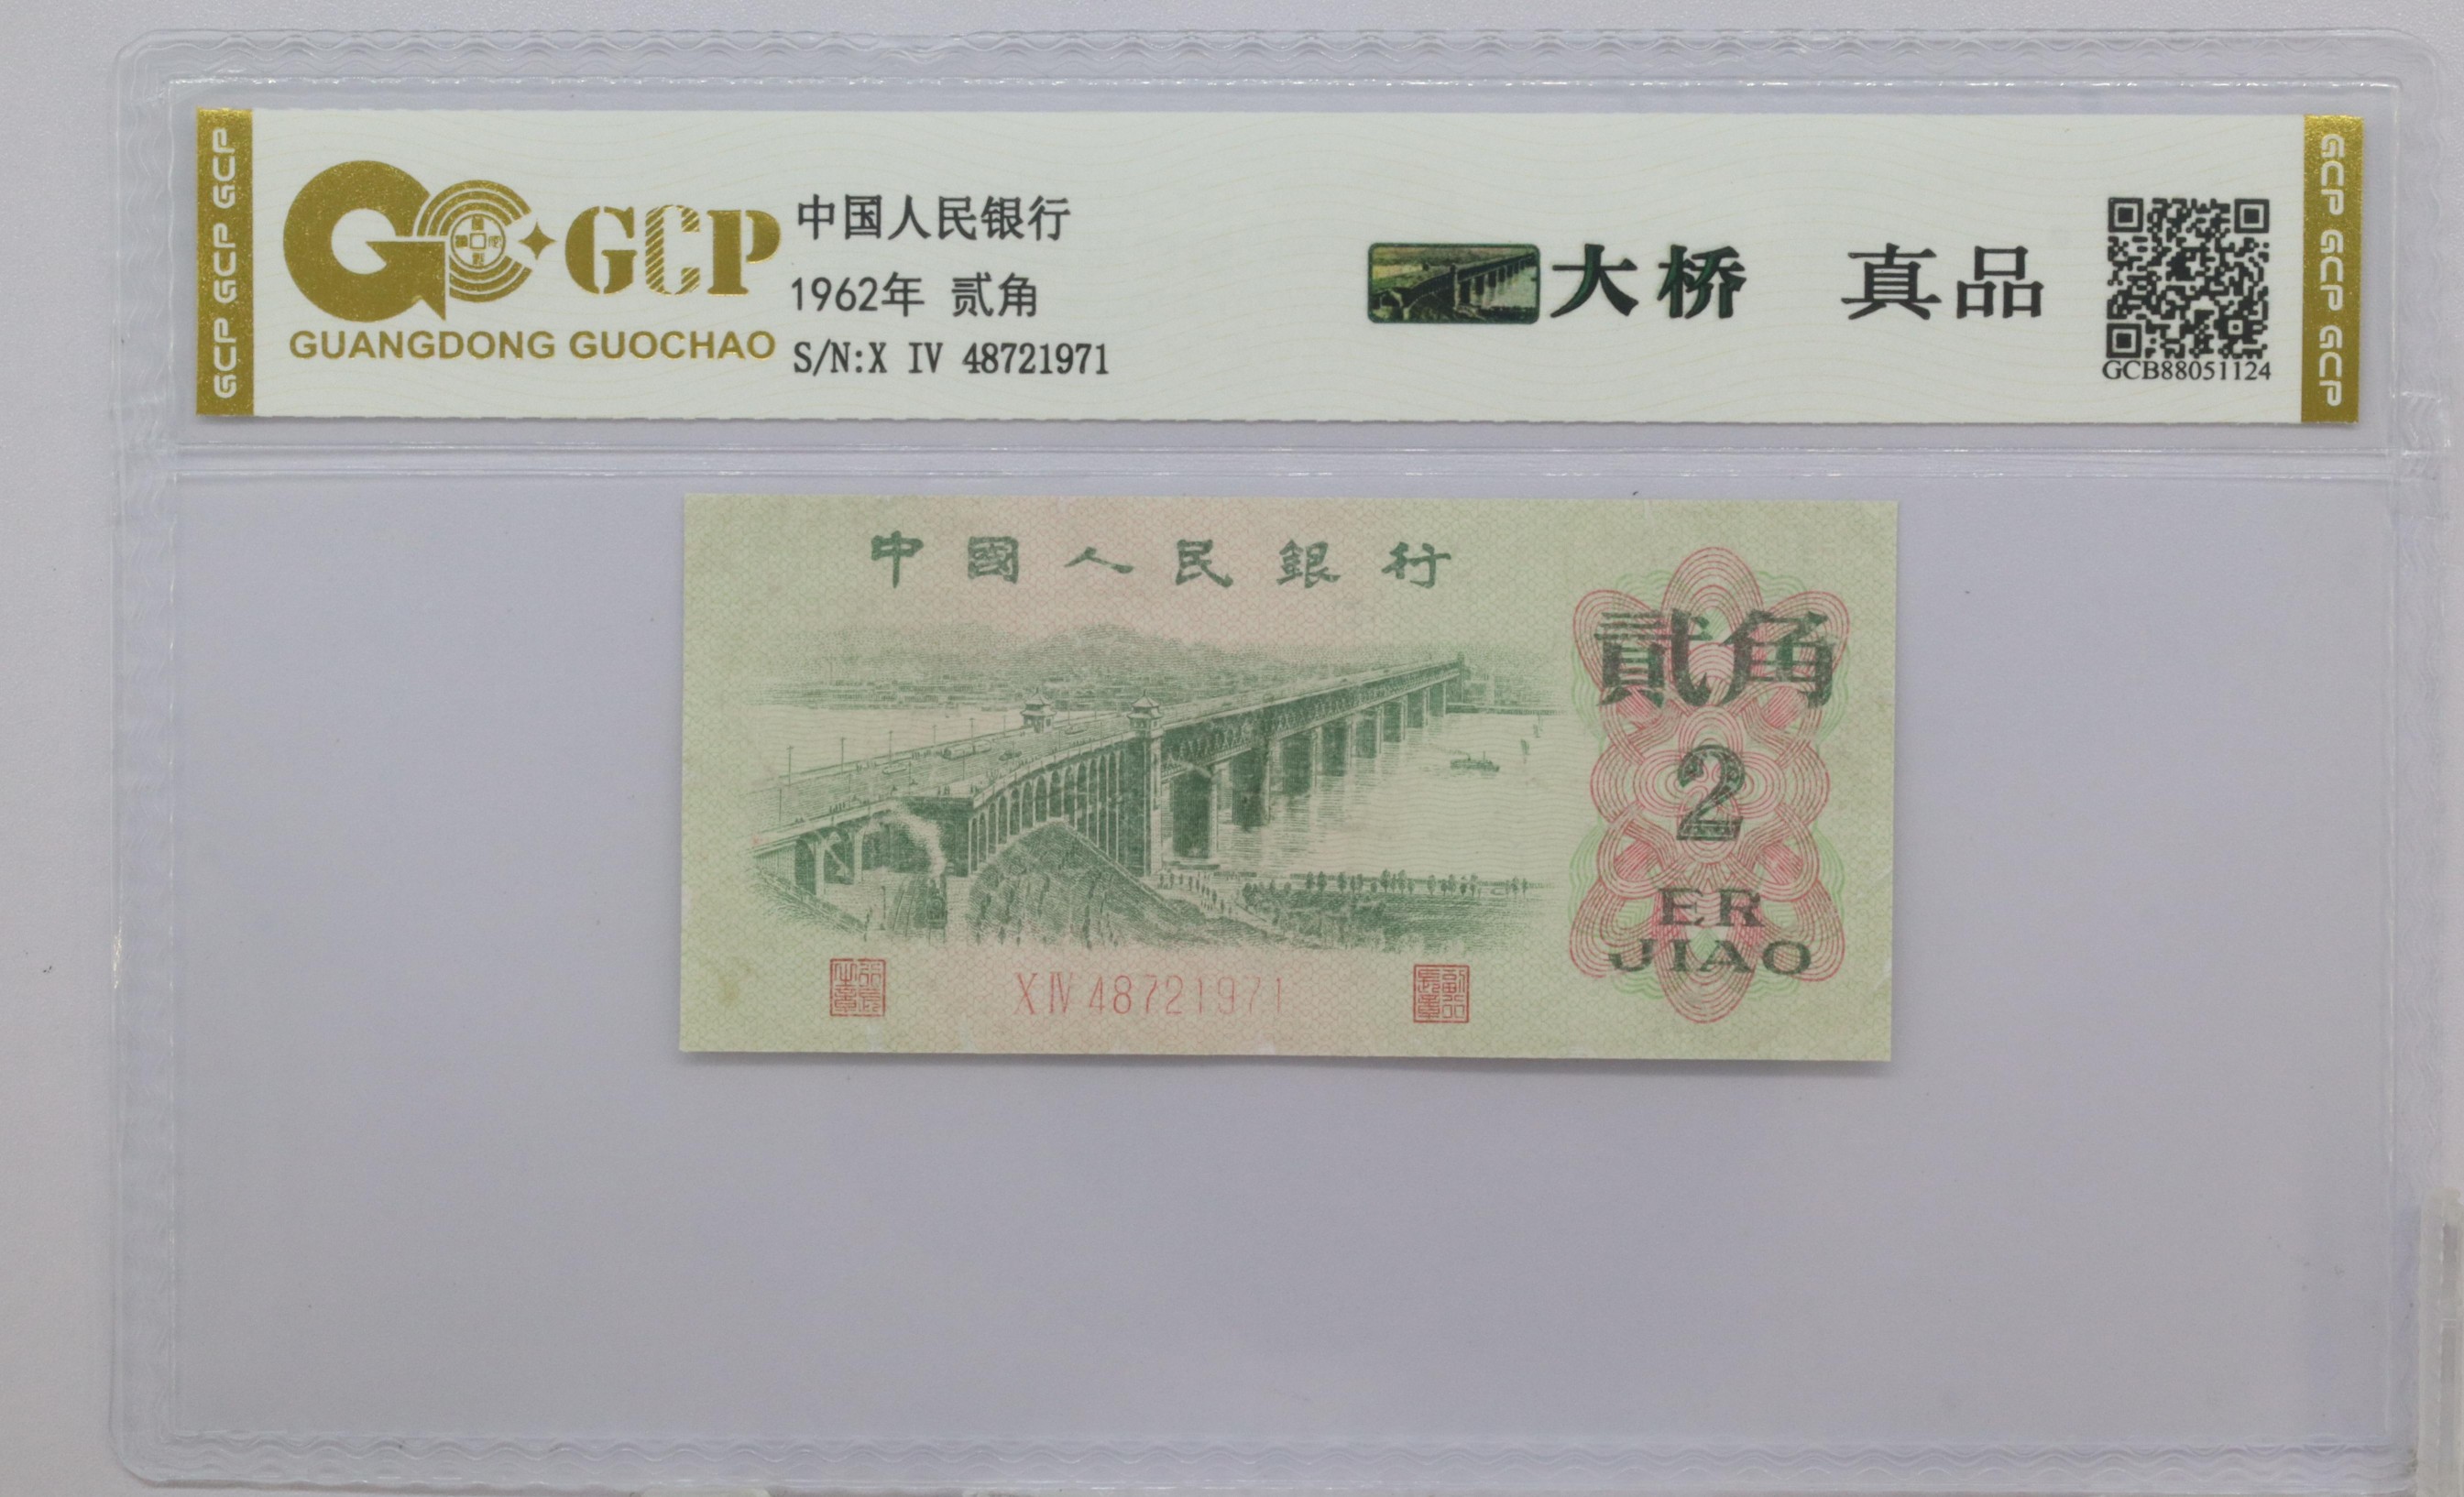 GCP GCP GCP
GCP
GUANGDONG GUOCHAO
中国人民银行
1962年 贰角
S/N:X IV 48721971
大桥 真品
GCB88051124
GCP GCP GCP
中國人民銀行
貳角
2
ER
JIAO
X IV 48721971